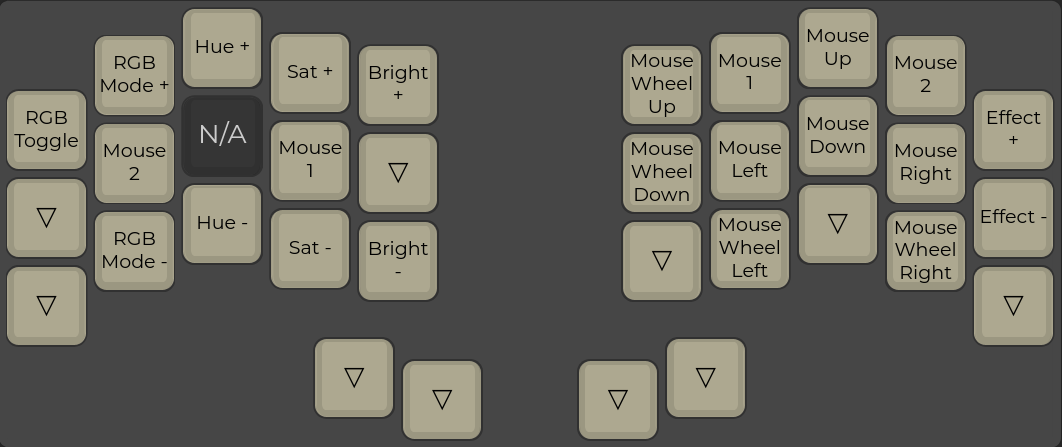 RGB
Toggle
▽
▽
RGB
Mode +
Mouse
2
RGB
Mode -
Hue +
N/A
Hue -
Sat +
Mouse
1
Sat -
Bright
+
▽
Bright
-
▽
▽
Mouse
Wheel
Up
Mouse
Wheel
Down
▽
Mouse
1
Mouse
Left
Mouse
Wheel
Left
Mouse
Up
Mouse
Down
▽
Mouse
2
Mouse
Right
Mouse
Wheel
Right
Effect
+
Effect -
▽
▽
▽